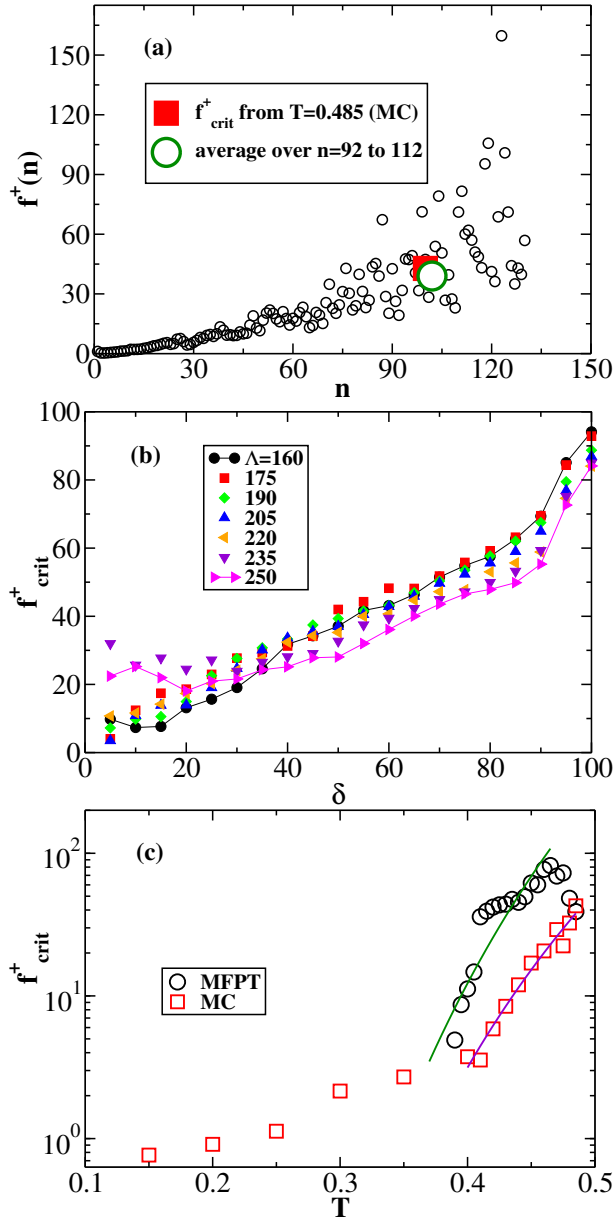 (a)
f⁺crit from T=0.485 (MC)
average over n=92 to 112
f⁺(n)
150
120
90
60
30
0
0 30 60 90 120 150
n
(b)
Λ=160
175
190
205
220
235
250
f⁺crit
100
80
60
40
20
0
0 20 40 60 80 100
δ
(c)
MFPT
MC
f⁺crit
10²
10¹
10⁰
0.1 0.2 0.3 0.4 0.5
T